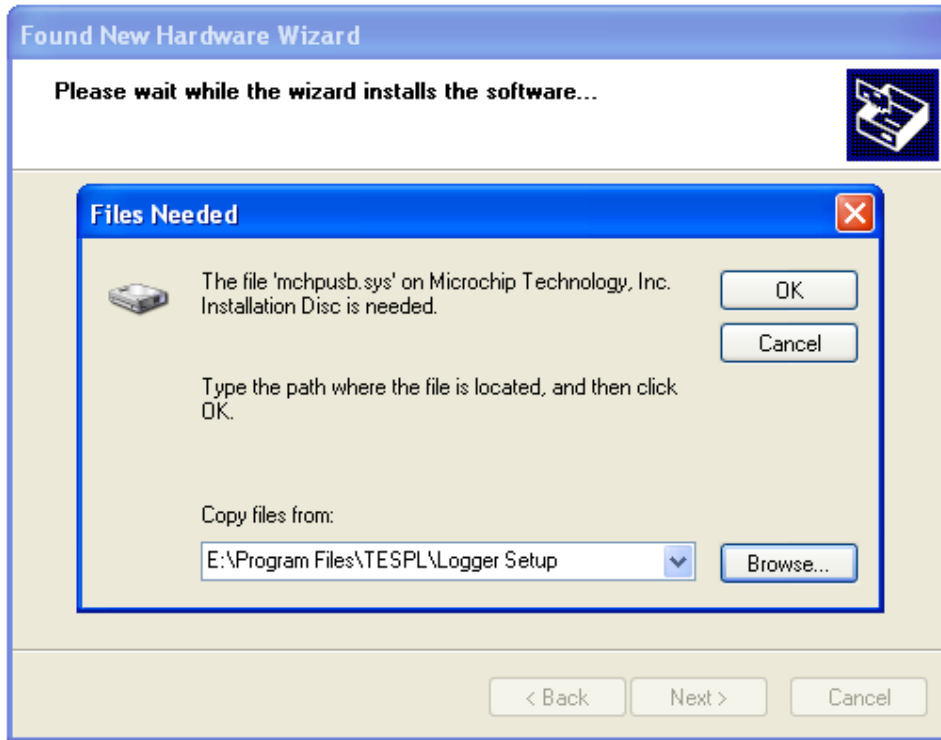 Found New Hardware Wizard
Please wait while the wizard installs the software...
Files Needed
The file 'mchpusb.sys' on Microchip Technology, Inc.
Installation Disc is needed.
OK
Cancel
Type the path where the file is located, and then click
OK.
Copy files from:
E:\Program Files\TESPL\Logger Setup
Browse...
< Back
Next >
Cancel